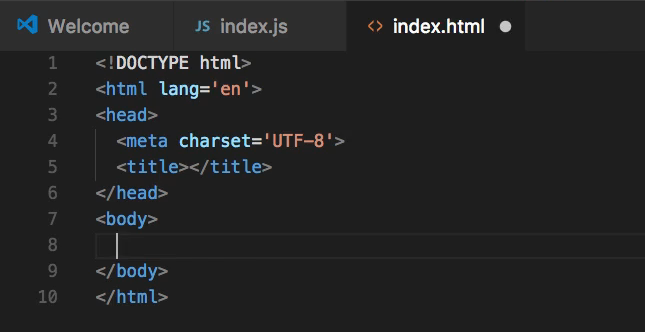 Welcome index.js index.html
1 <!DOCTYPE html>
2 <html lang='en'>
3 <head>
4   <meta charset='UTF-8'>
5   <title></title>
6 </head>
7 <body>
8
9 </body>
10 </html>